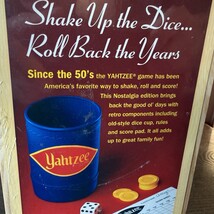 Shake Up the Dice...
Roll Back the Years
Since the 50's the YAHTZEE® game has been
America's favorite way to shake, roll and score!
This Nostalgia edition brings
back the good ol' days with
retro components including
old-style dice cup, rules
and score pad. It all adds
up to great family fun!
Yahtzee